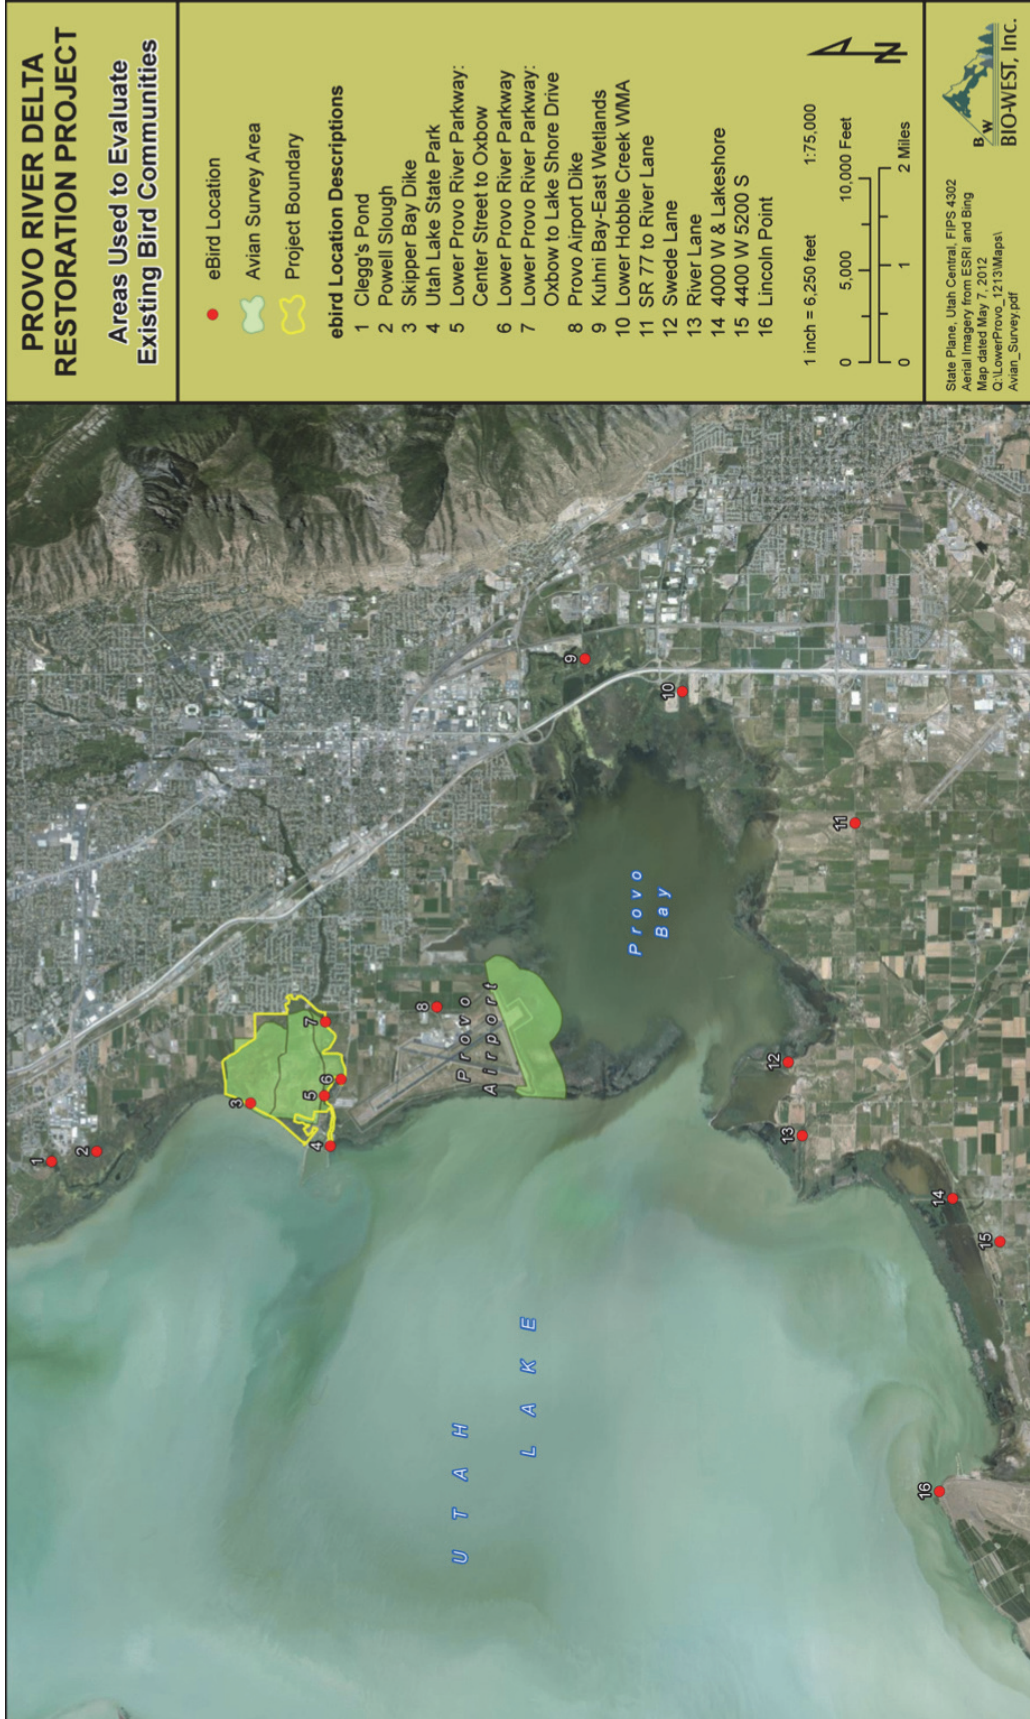 PROVO RIVER DELTA
RESTORATION PROJECT
Areas Used to Evaluate
Existing Bird Communities
eBird Location
Avian Survey Area
Project Boundary
ebird Location Descriptions
1 Clegg's Pond
2 Powell Slough
3 Skipper Bay Dike
4 Utah Lake State Park
5 Lower Provo River Parkway:
Center Street to Oxbow
6 Lower Provo River Parkway
7 Lower Provo River Parkway:
Oxbow to Lake Shore Drive
8 Provo Airport Dike
9 Kuhni Bay-East Wetlands
10 Lower Hobble Creek WMA
11 SR 77 to River Lane
12 Swede Lane
13 River Lane
14 4000 W & Lakeshore
15 4400 W 5200 S
16 Lincoln Point
1 inch = 6,250 feet 1:75,000
0 5,000 10,000 Feet
0 1 2 Miles
N
State Plane, Utah Central, FIPS 4302
Aerial Imagery from ESRI and Bing
Map dated May 7, 2012
Q:\LowerProvo_1213\Maps\
Avian_Survey.pdf
B W
BIO-WEST, Inc.
1
2
3
4
5
6
7
8
9
10
11
12
13
14
15
16
UTAH
LAKE
Provo
Airport
Provo
Bay